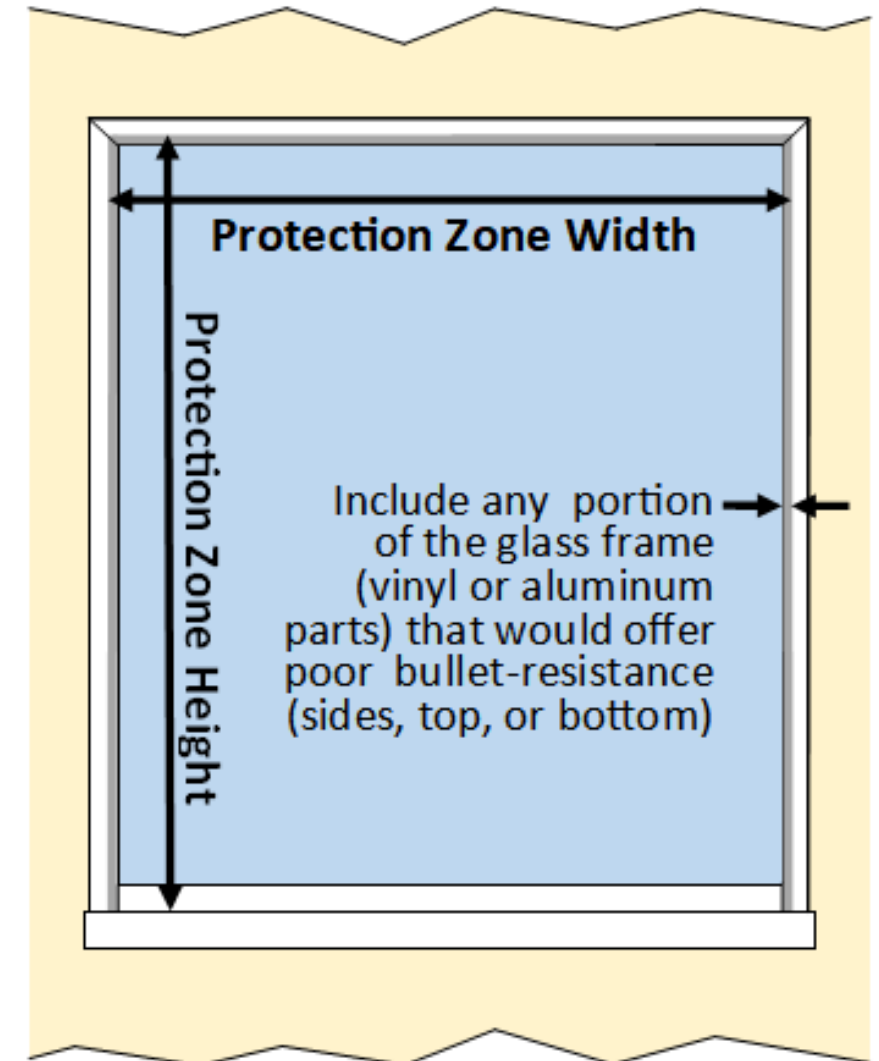 Protection Zone Width
Protection Zone Height
Include any portion
of the glass frame
(vinyl or aluminum
parts) that would offer
poor bullet-resistance
(sides, top, or bottom)